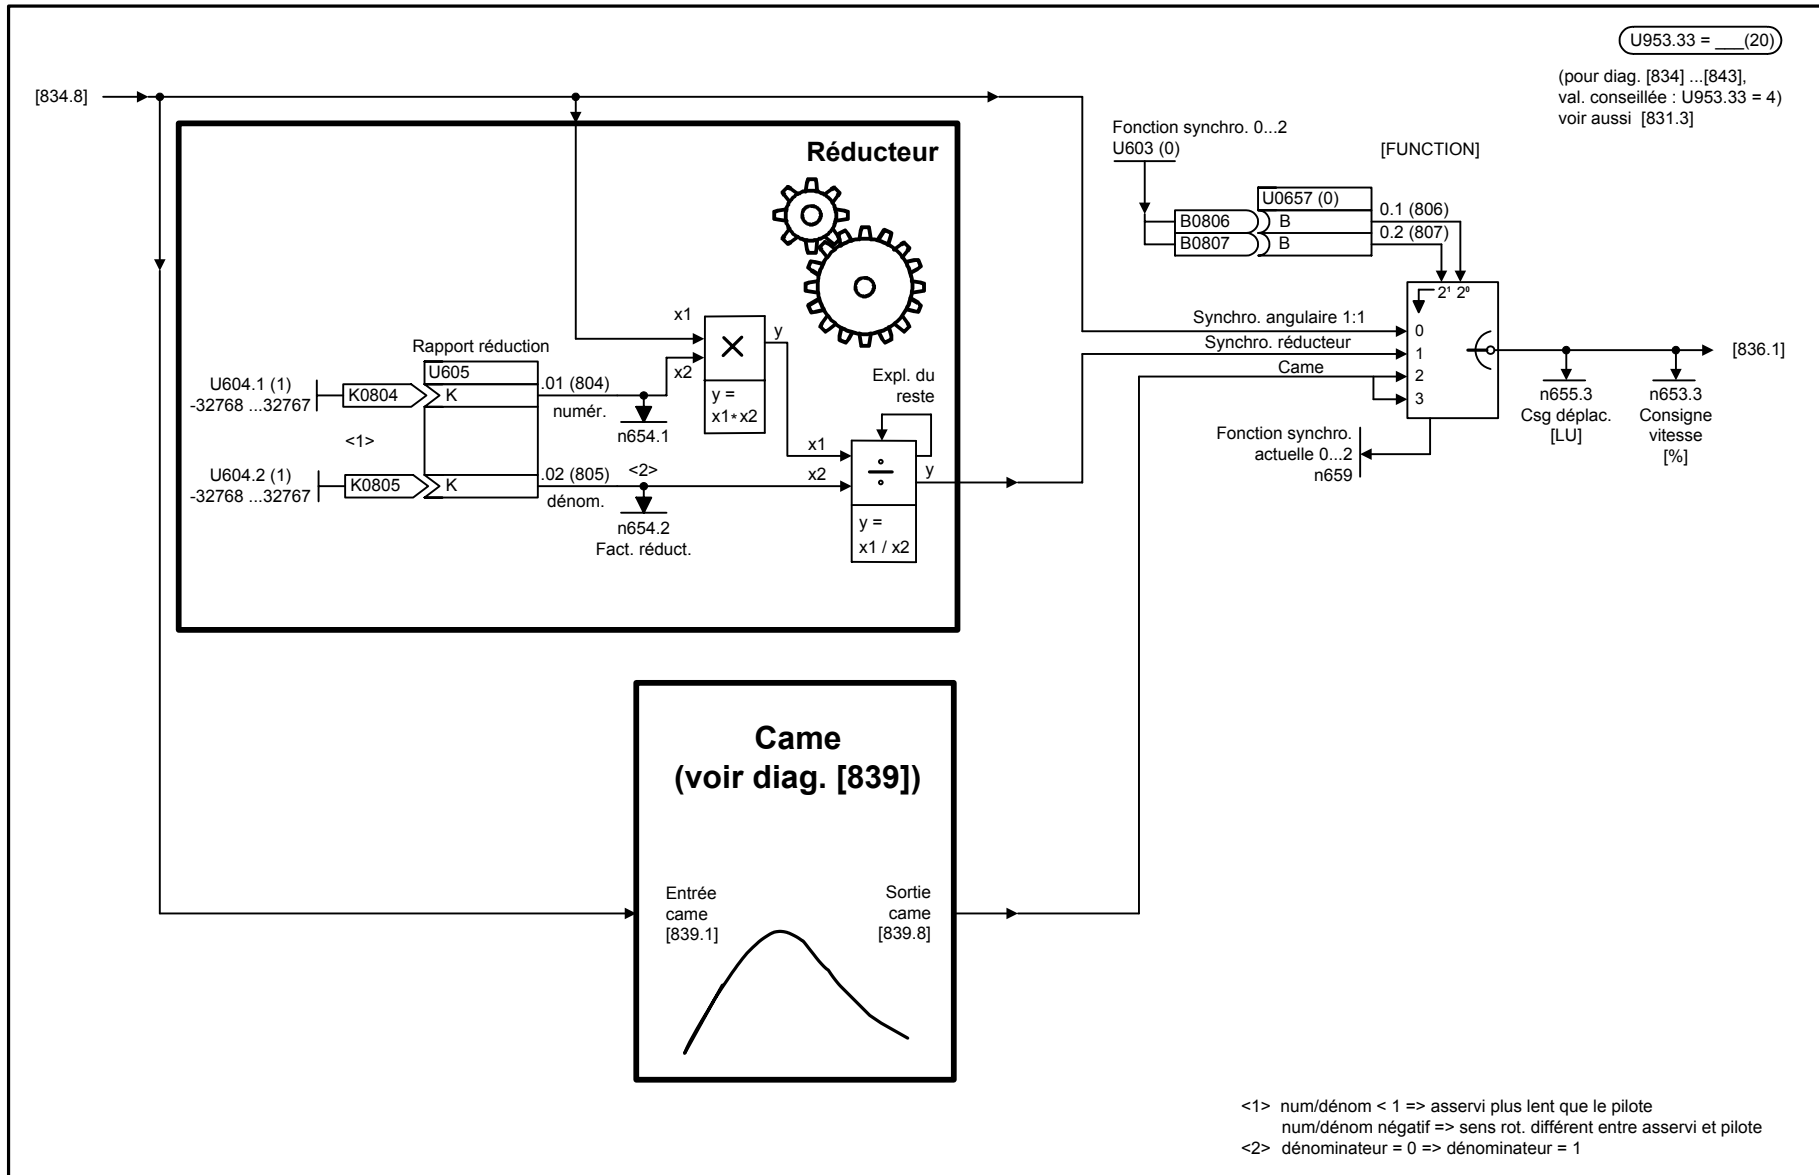 U953.33 = ___(20)
(pour diag. [834] ...[843],
val. conseillée : U953.33 = 4)
voir aussi [831.3]
[834.8]
Réducteur
Fonction synchro. 0...2
U603 (0)
[FUNCTION]
U0657 (0)
B0806
B
0.1 (806)
B0807
B
0.2 (807)
2¹ 2⁰
Synchro. angulaire 1:1
0
Synchro. réducteur
1
Came
2
3
[836.1]
n655.3
Csg déplac.
[LU]
n653.3
Consigne
vitesse
[%]
Fonction synchro.
actuelle 0...2
n659
x1
x2
y
y =
x1*x2
Rapport réduction
U605
U604.1 (1)
-32768 ...32767
K0804
K
.01 (804)
numér.
n654.1
<1>
U604.2 (1)
-32768 ...32767
K0805
K
.02 (805)
dénom.
<2>
n654.2
Fact. réduct.
Expl. du
reste
x1
x2
y
y =
x1 / x2
Came
(voir diag. [839])
Entrée
came
[839.1]
Sortie
came
[839.8]
<1> num/dénom < 1 => asservi plus lent que le pilote
num/dénom négatif => sens rot. différent entre asservi et pilote
<2> dénominateur = 0 => dénominateur = 1